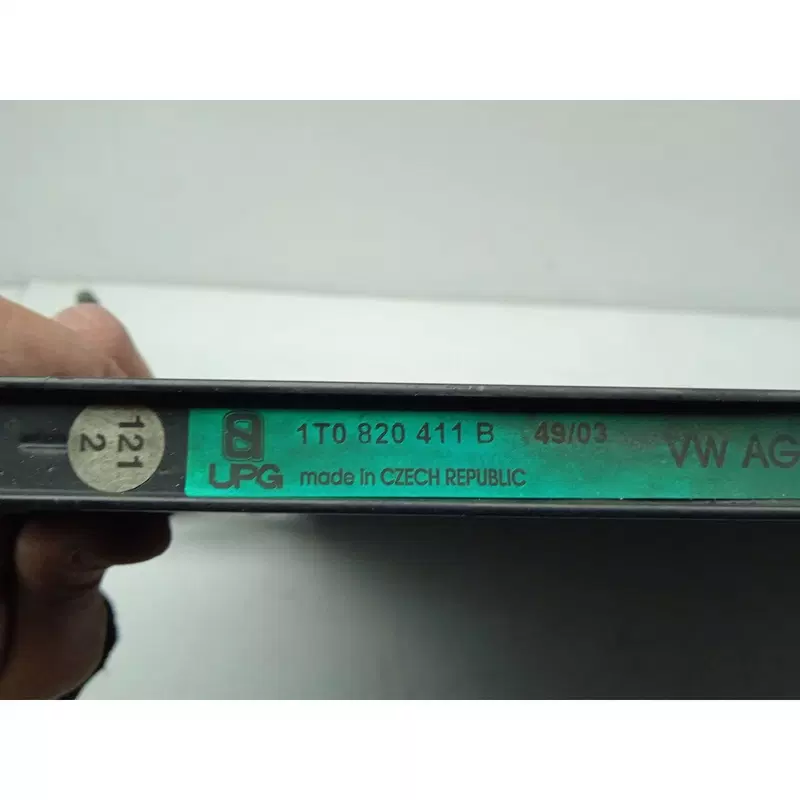 121
2
1T0 820 411 B 49/03 VW AG
UPG made in CZECH REPUBLIC